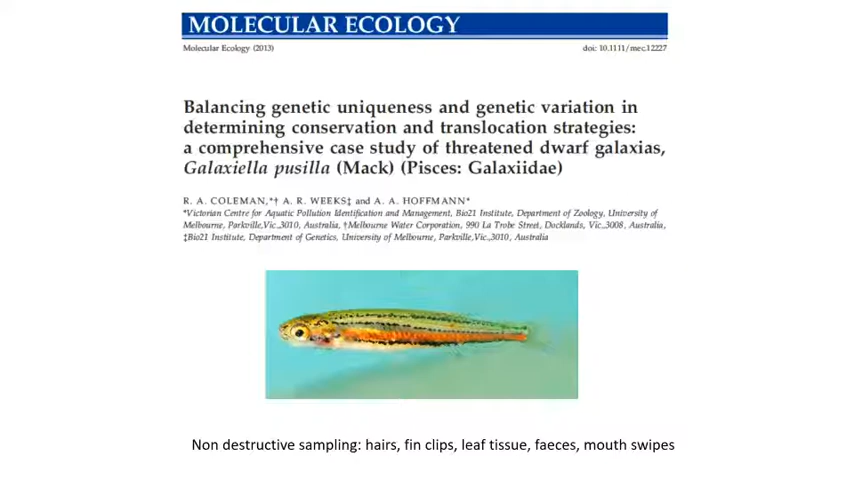 MOLECULAR ECOLOGY
Molecular Ecology (2013) doi: 10.1111/mec.12227
Balancing genetic uniqueness and genetic variation in
determining conservation and translocation strategies:
a comprehensive case study of threatened dwarf galaxias,
Galaxiella pusilla (Mack) (Pisces: Galaxiidae)
R. A. COLEMAN,*† A. R. WEEKS‡ and A. A. HOFFMANN*
*Victorian Centre for Aquatic Pollution Identification and Management, Bio21 Institute, Department of Zoology, University of
Melbourne, Parkville,Vic.,3010, Australia, †Melbourne Water Corporation, 990 La Trobe Street, Docklands, Vic.,3008, Australia,
‡Bio21 Institute, Department of Genetics, University of Melbourne, Parkville,Vic.,3010, Australia
Non destructive sampling: hairs, fin clips, leaf tissue, faeces, mouth swipes